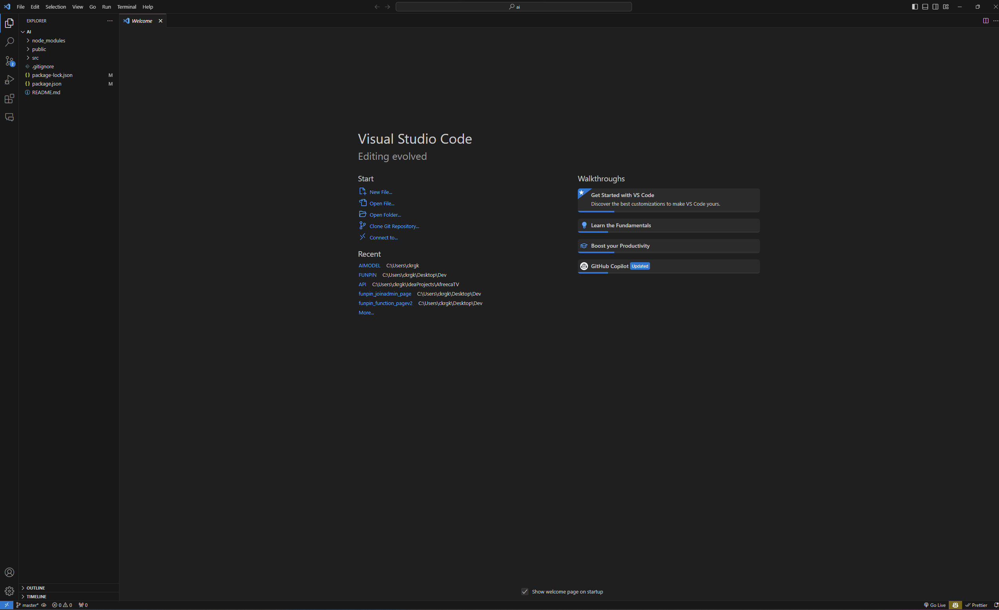 File Edit Selection View Go Run Terminal Help
ai
EXPLORER
Welcome
AI
node_modules
public
src
.gitignore
package-lock.json M
package.json M
README.md
2
Visual Studio Code
Editing evolved
Start
New File...
Open File...
Open Folder...
Clone Git Repository...
Connect to...
Recent
AIMODEL C:\Users\ckrgk
FUNPIN C:\Users\ckrgk\Desktop\Dev
API C:\Users\ckrgk\IdeaProjects\AfreecaTV
funpin_joinadmin_page C:\Users\ckrgk\Desktop\Dev
funpin_function_pagev2 C:\Users\ckrgk\Desktop\Dev
More...
Walkthroughs
Get Started with VS Code
Discover the best customizations to make VS Code yours.
Learn the Fundamentals
Boost your Productivity
GitHub Copilot Updated
Show welcome page on startup
OUTLINE
TIMELINE
master* 0 0 0
Go Live Prettier